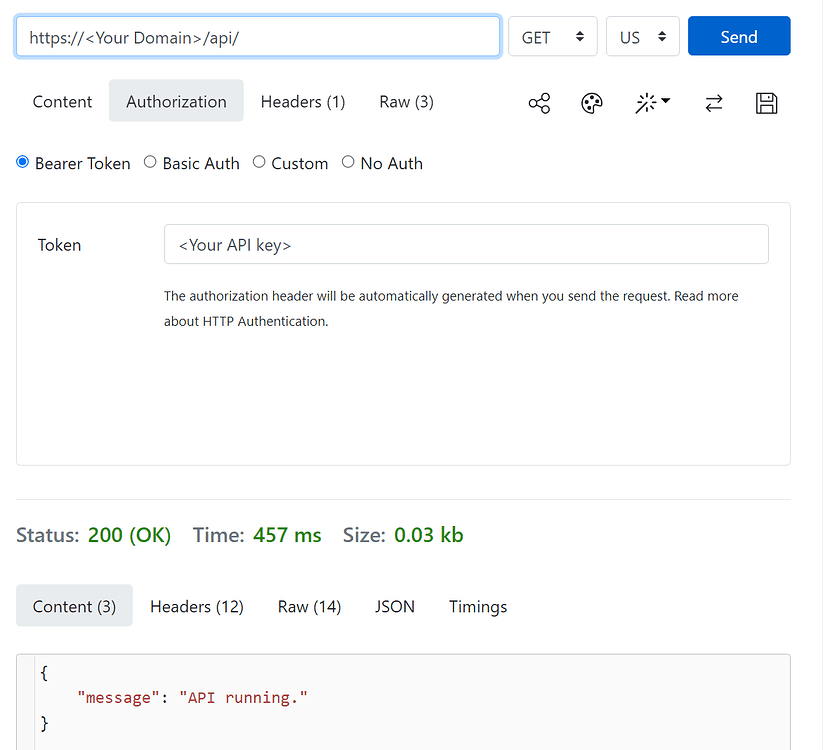 https://<Your Domain>/api/ GET US Send
Content Authorization Headers (1) Raw (3)
Bearer Token Basic Auth Custom No Auth
Token <Your API key>
The authorization header will be automatically generated when you send the request. Read more
about HTTP Authentication.
Status: 200 (OK) Time: 457 ms Size: 0.03 kb
Content (3) Headers (12) Raw (14) JSON Timings
{
"message": "API running."
}